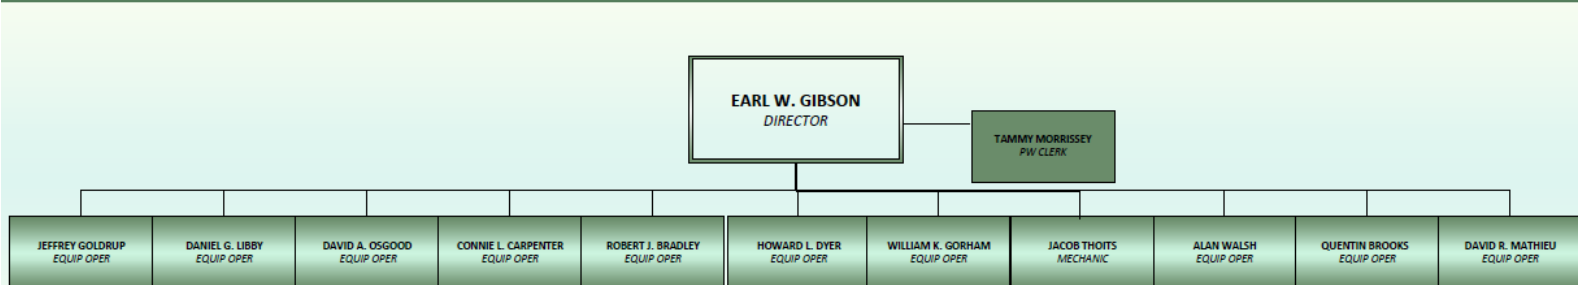 EARL W. GIBSON
DIRECTOR
TAMMY MORRISSEY
PW CLERK
JEFFREY GOLDRUP
EQUIP OPER
DANIEL G. LIBBY
EQUIP OPER
DAVID A. OSGOOD
EQUIP OPER
CONNIE L. CARPENTER
EQUIP OPER
ROBERT J. BRADLEY
EQUIP OPER
HOWARD L. DYER
EQUIP OPER
WILLIAM K. GORHAM
EQUIP OPER
JACOB THOITS
MECHANIC
ALAN WALSH
EQUIP OPER
QUENTIN BROOKS
EQUIP OPER
DAVID R. MATHIEU
EQUIP OPER